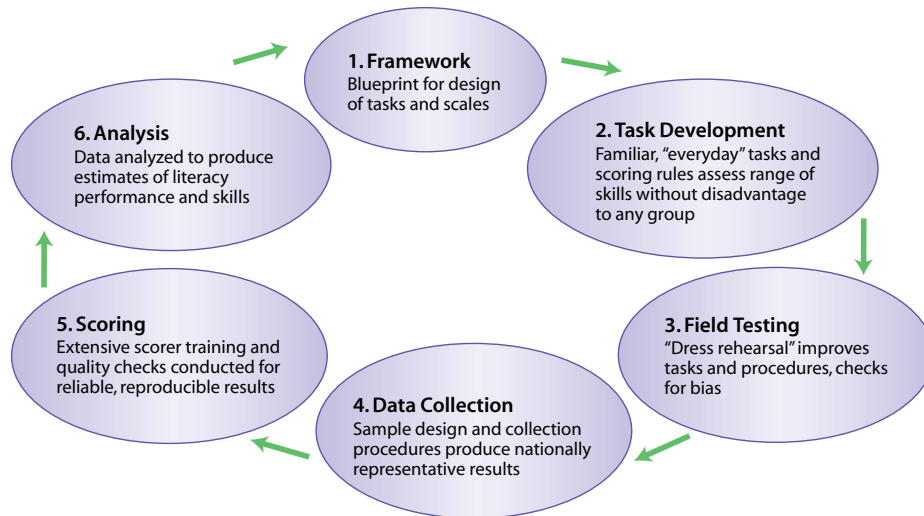 1. Framework
Blueprint for design
of tasks and scales
2. Task Development
Familiar, “everyday” tasks and
scoring rules assess range of
skills without disadvantage
to any group
3. Field Testing
“Dress rehearsal” improves
tasks and procedures, checks
for bias
4. Data Collection
Sample design and collection
procedures produce nationally
representative results
5. Scoring
Extensive scorer training and
quality checks conducted for
reliable, reproducible results
6. Analysis
Data analyzed to produce
estimates of literacy
performance and skills